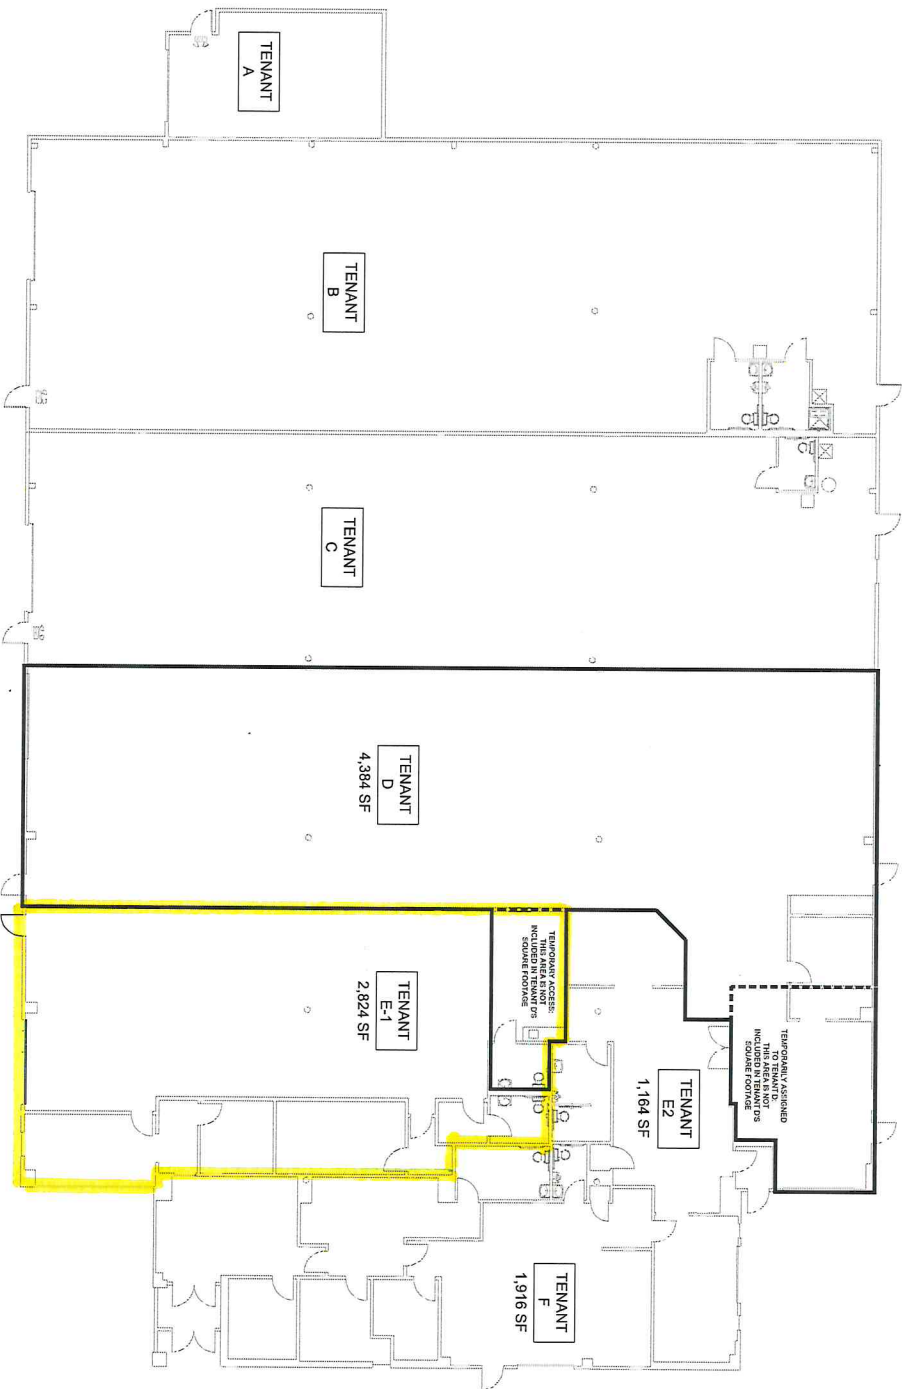 TENANT
A
TENANT
B
TENANT
C
TENANT
D
4,384 SF
TENANT
E-1
2,824 SF
TEMPORARY ACCESS:
THIS AREA IS NOT
INCLUDED IN TENANT D'S
SQUARE FOOTAGE
TEMPORARILY ASSIGNED
TO TENANT D:
THIS AREA IS NOT
INCLUDED IN TENANT D'S
SQUARE FOOTAGE
TENANT
E2
1,164 SF
TENANT
F
1,916 SF